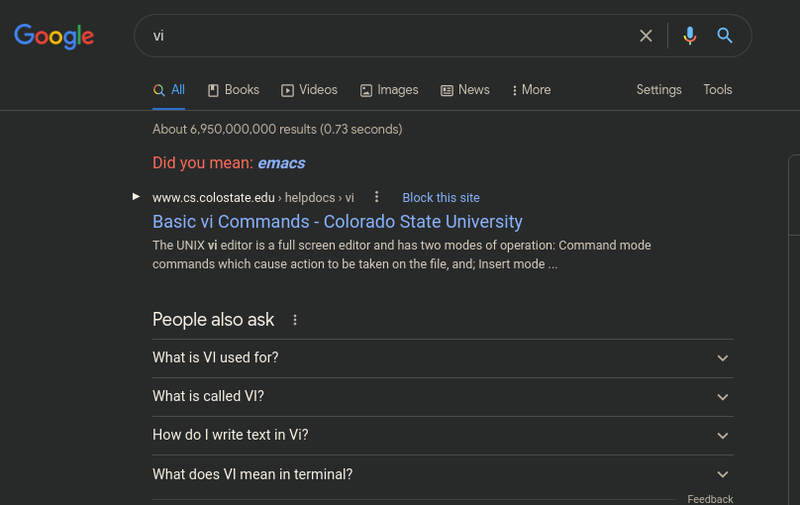 Google
vi
All Books Videos Images News More Settings Tools
About 6,950,000,000 results (0.73 seconds)
Did you mean: emacs
www.cs.colostate.edu › helpdocs › vi Block this site
Basic vi Commands - Colorado State University
The UNIX vi editor is a full screen editor and has two modes of operation: Command mode
commands which cause action to be taken on the file, and; Insert mode ...
People also ask
What is VI used for?
What is called VI?
How do I write text in Vi?
What does VI mean in terminal?
Feedback